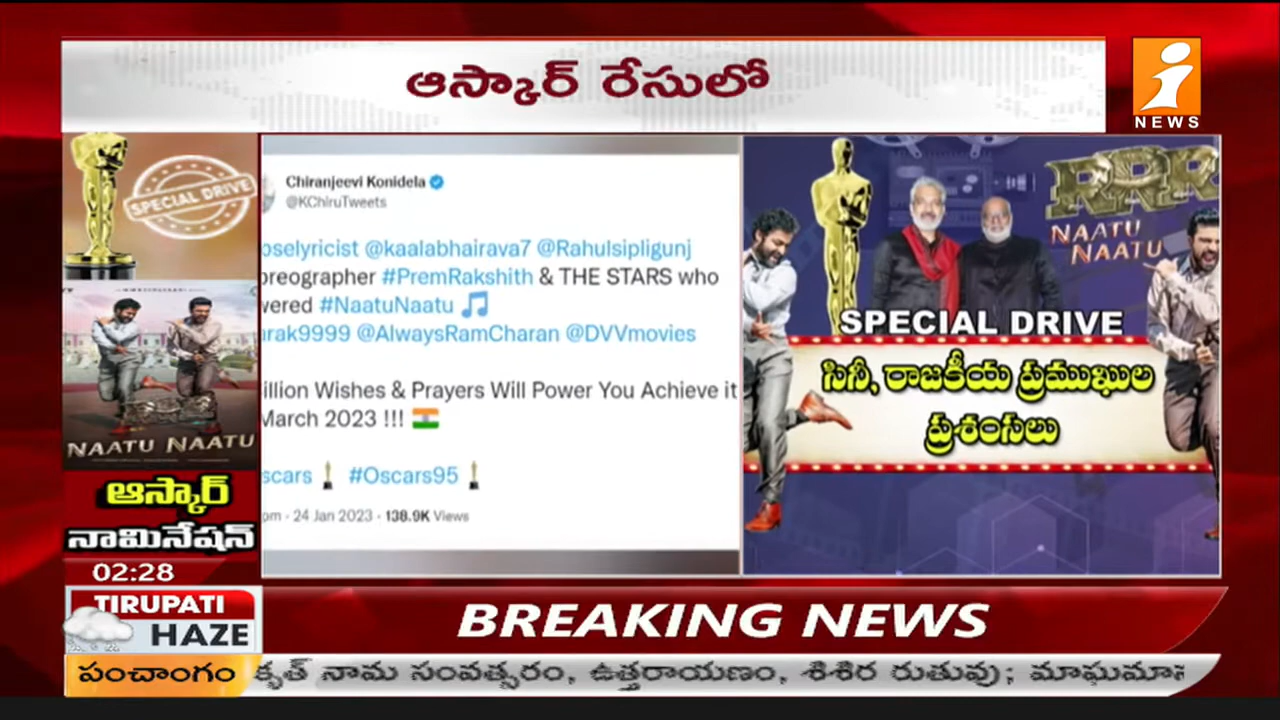 ఆస్కార్ రేసులో
i
NEWS
SPECIAL DRIVE
NAATU NAATU
ఆస్కార్
నామినేషన్
02:28
TIRUPATI
HAZE
Chiranjeevi Konidela
@KChiruTweets
oselyricist @kaalabhairava7 @Rahulsipligunj
oreographer #PremRakshith & THE STARS who
vered #NaatuNaatu
arak9999 @AlwaysRamCharan @DVVmovies
illion Wishes & Prayers Will Power You Achieve it
March 2023 !!!
scars #Oscars95
pm · 24 Jan 2023 · 138.9K Views
RRR
NAATU
NAATU
SPECIAL DRIVE
సినీ, రాజకీయ ప్రముఖుల
ప్రశంసలు
BREAKING NEWS
పంచాంగం
కృత్ నామ సంవత్సరం, ఉత్తరాయణం, శిశిర రుతువు; మాఘమా